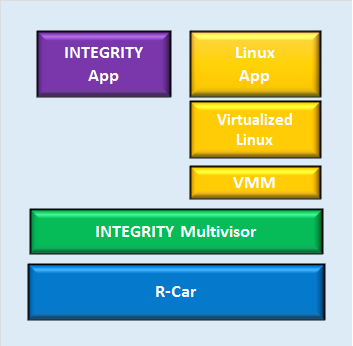 INTEGRITY
App
Linux
App
Virtualized
Linux
VMM
INTEGRITY Multivisor
R-Car